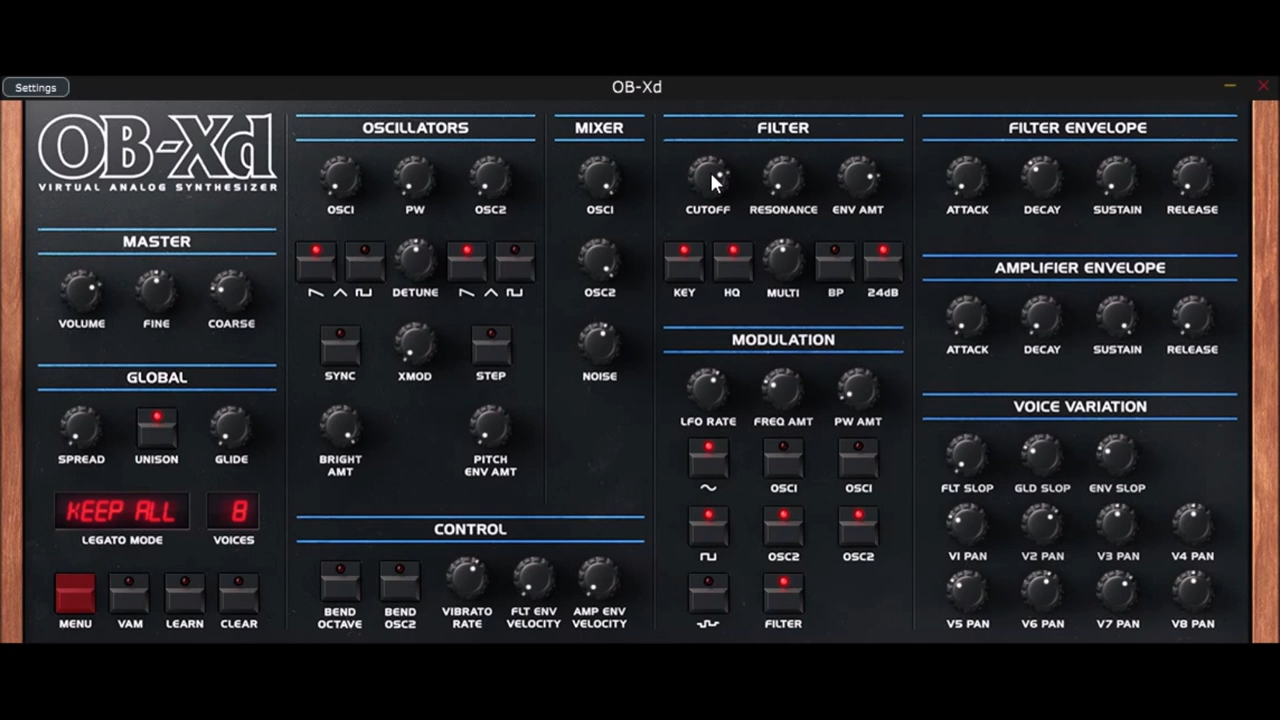 Settings
OB-Xd
OB-Xd
VIRTUAL ANALOG SYNTHESIZER
MASTER
VOLUME FINE COARSE
GLOBAL
SPREAD UNISON GLIDE
KEEP ALL 8
LEGATO MODE VOICES
MENU VAM LEARN CLEAR
OSCILLATORS
OSC1 PW OSC2
DETUNE
SYNC XMOD STEP
BRIGHT AMT
PITCH ENV AMT
MIXER
OSC1
OSC2
NOISE
CONTROL
BEND OCTAVE
BEND OSC2
VIBRATO RATE
FLT ENV VELOCITY
AMP ENV VELOCITY
FILTER
CUTOFF RESONANCE ENV AMT
KEY HQ MULTI BP 24dB
MODULATION
LFO RATE FREQ AMT PW AMT
OSC1 OSC1
OSC2 OSC2
FILTER
FILTER ENVELOPE
ATTACK DECAY SUSTAIN RELEASE
AMPLIFIER ENVELOPE
ATTACK DECAY SUSTAIN RELEASE
VOICE VARIATION
FLT SLOP GLD SLOP ENV SLOP
V1 PAN V2 PAN V3 PAN V4 PAN
V5 PAN V6 PAN V7 PAN V8 PAN